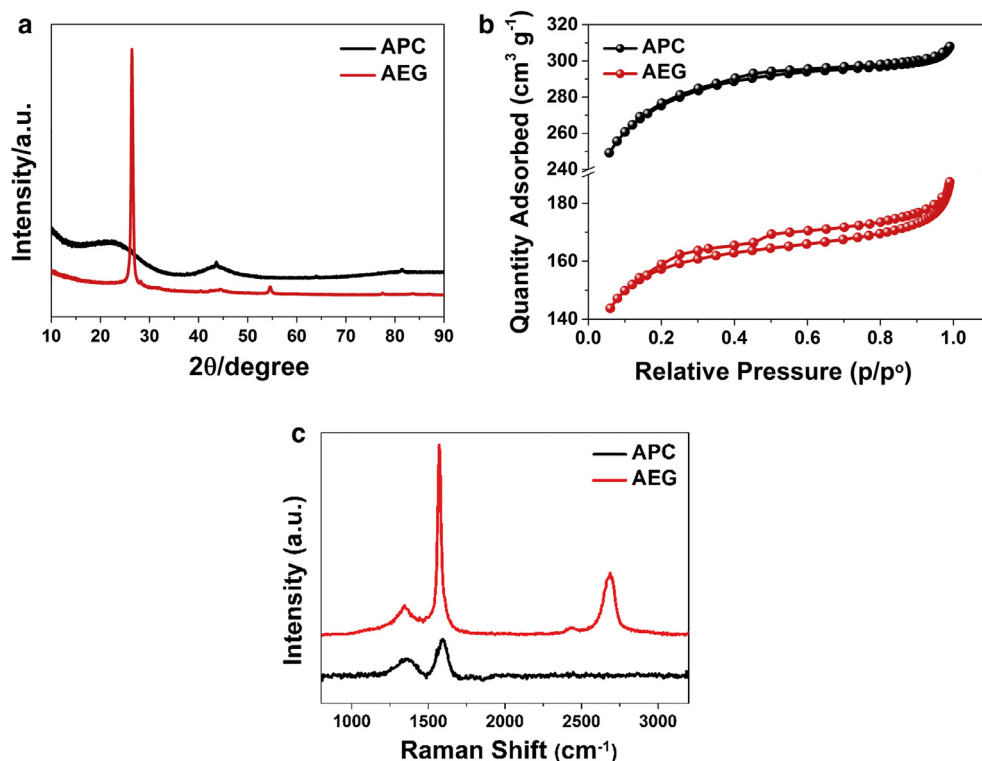 a
APC
AEG
Intensity/a.u.
10 20 30 40 50 60 70 80 90
2θ/degree
b
APC
AEG
Quantity Adsorbed (cm³ g⁻¹)
320
300
280
260
240
180
160
140
0.0 0.2 0.4 0.6 0.8 1.0
Relative Pressure (p/pº)
c
APC
AEG
Intensity (a.u.)
1000 1500 2000 2500 3000
Raman Shift (cm⁻¹)